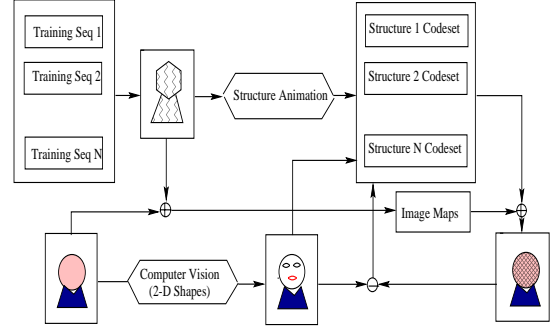 Training Seq 1
Training Seq 2
Training Seq N
Structure Animation
Structure 1 Codeset
Structure 2 Codeset
Structure N Codeset
Image Maps
Computer Vision
(2-D Shapes)